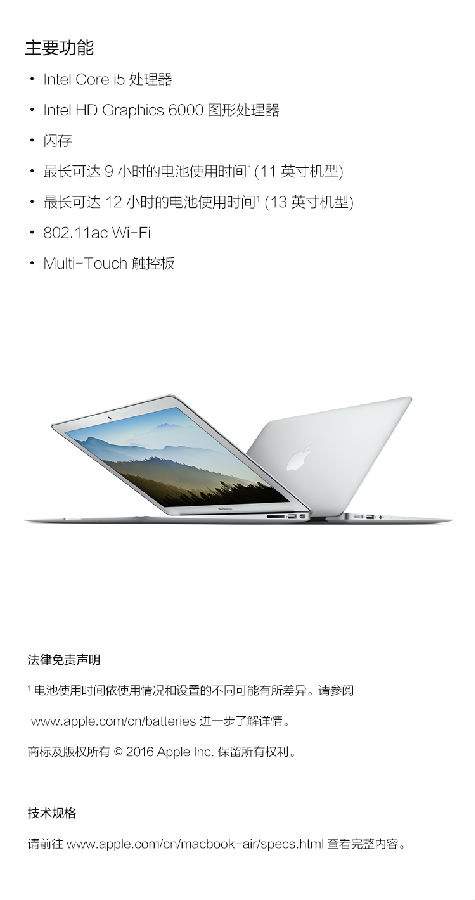 主要功能
• Intel Core i5 处理器
• Intel HD Graphics 6000 图形处理器
• 闪存
• 最长可达 9 小时的电池使用时间¹ (11 英寸机型)
• 最长可达 12 小时的电池使用时间¹ (13 英寸机型)
• 802.11ac Wi-Fi
• Multi-Touch 触控板
法律免责声明
¹ 电池使用时间依使用情况和设置的不同可能有所差异。请参阅
www.apple.com/cn/batteries 进一步了解详情。
商标及版权所有 © 2016 Apple Inc. 保留所有权利。
技术规格
请前往 www.apple.com/cn/macbook-air/specs.html 查看完整内容。